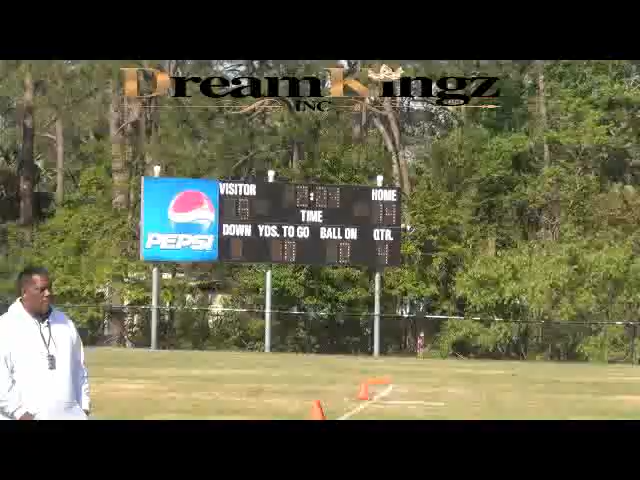 DreamKingz
INC
VISITOR HOME
TIME
DOWN YDS. TO GO BALL ON QTR.
PEPSI